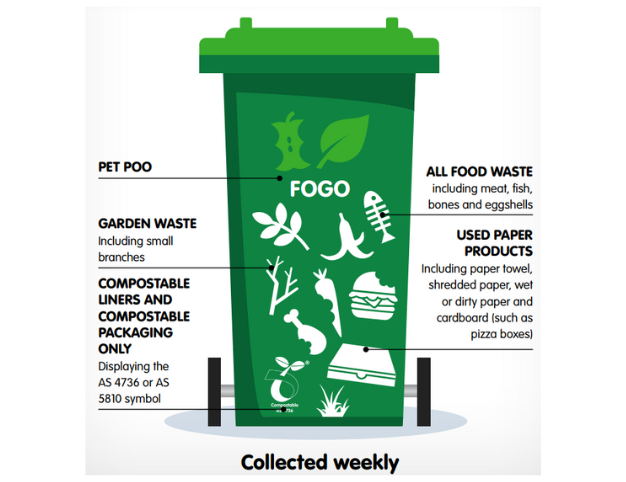 FOGO
PET POO
GARDEN WASTE
Including small
branches
COMPOSTABLE
LINERS AND
COMPOSTABLE
PACKAGING
ONLY
Displaying the
AS 4736 or AS
5810 symbol
ALL FOOD WASTE
including meat, fish,
bones and eggshells
USED PAPER
PRODUCTS
Including paper towel,
shredded paper, wet
or dirty paper and
cardboard (such as
pizza boxes)
Compostable
Collected weekly